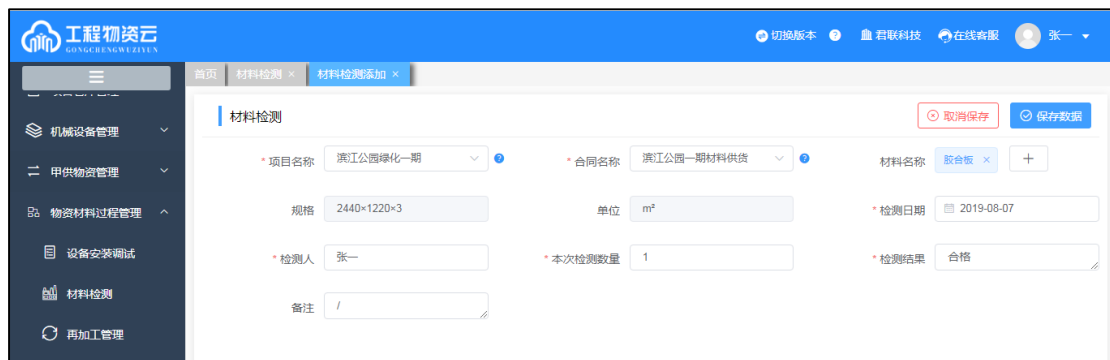 工程物资云
GONGCHENGWUZIYUN
切换版本 ? 君联科技 在线客服 张一
首页 材料检测 × 材料检测添加 ×
机械设备管理
甲供物资管理
物资材料过程管理
设备安装调试
材料检测
再加工管理
材料检测 取消保存 保存数据
* 项目名称 滨江公园绿化一期 ? * 合同名称 滨江公园一期材料供货 ? 材料名称 胶合板 × +
规格 2440×1220×3 单位 m² * 检测日期 2019-08-07
* 检测人 张一 * 本次检测数量 1 * 检测结果 合格
备注 /